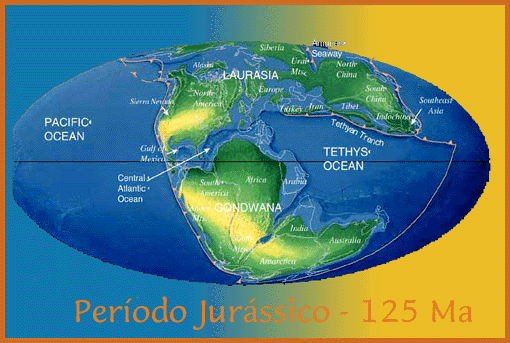 Siberia
Amuria
Seaway
Alaska
Ural
Mts.
North
China
LAURASIA
North
America
Europe
South
China
Sierra Nevada
Turkey
Iran
Tibet
Southeast
Asia
Indochina
PACIFIC
OCEAN
Tethyan Trench
Gulf of
Mexico
TETHYS
OCEAN
Central
Atlantic
Ocean
South
America
Africa
Arabia
GONDWANA
India
Australia
Antarctica
Período Jurássico - 125 Ma